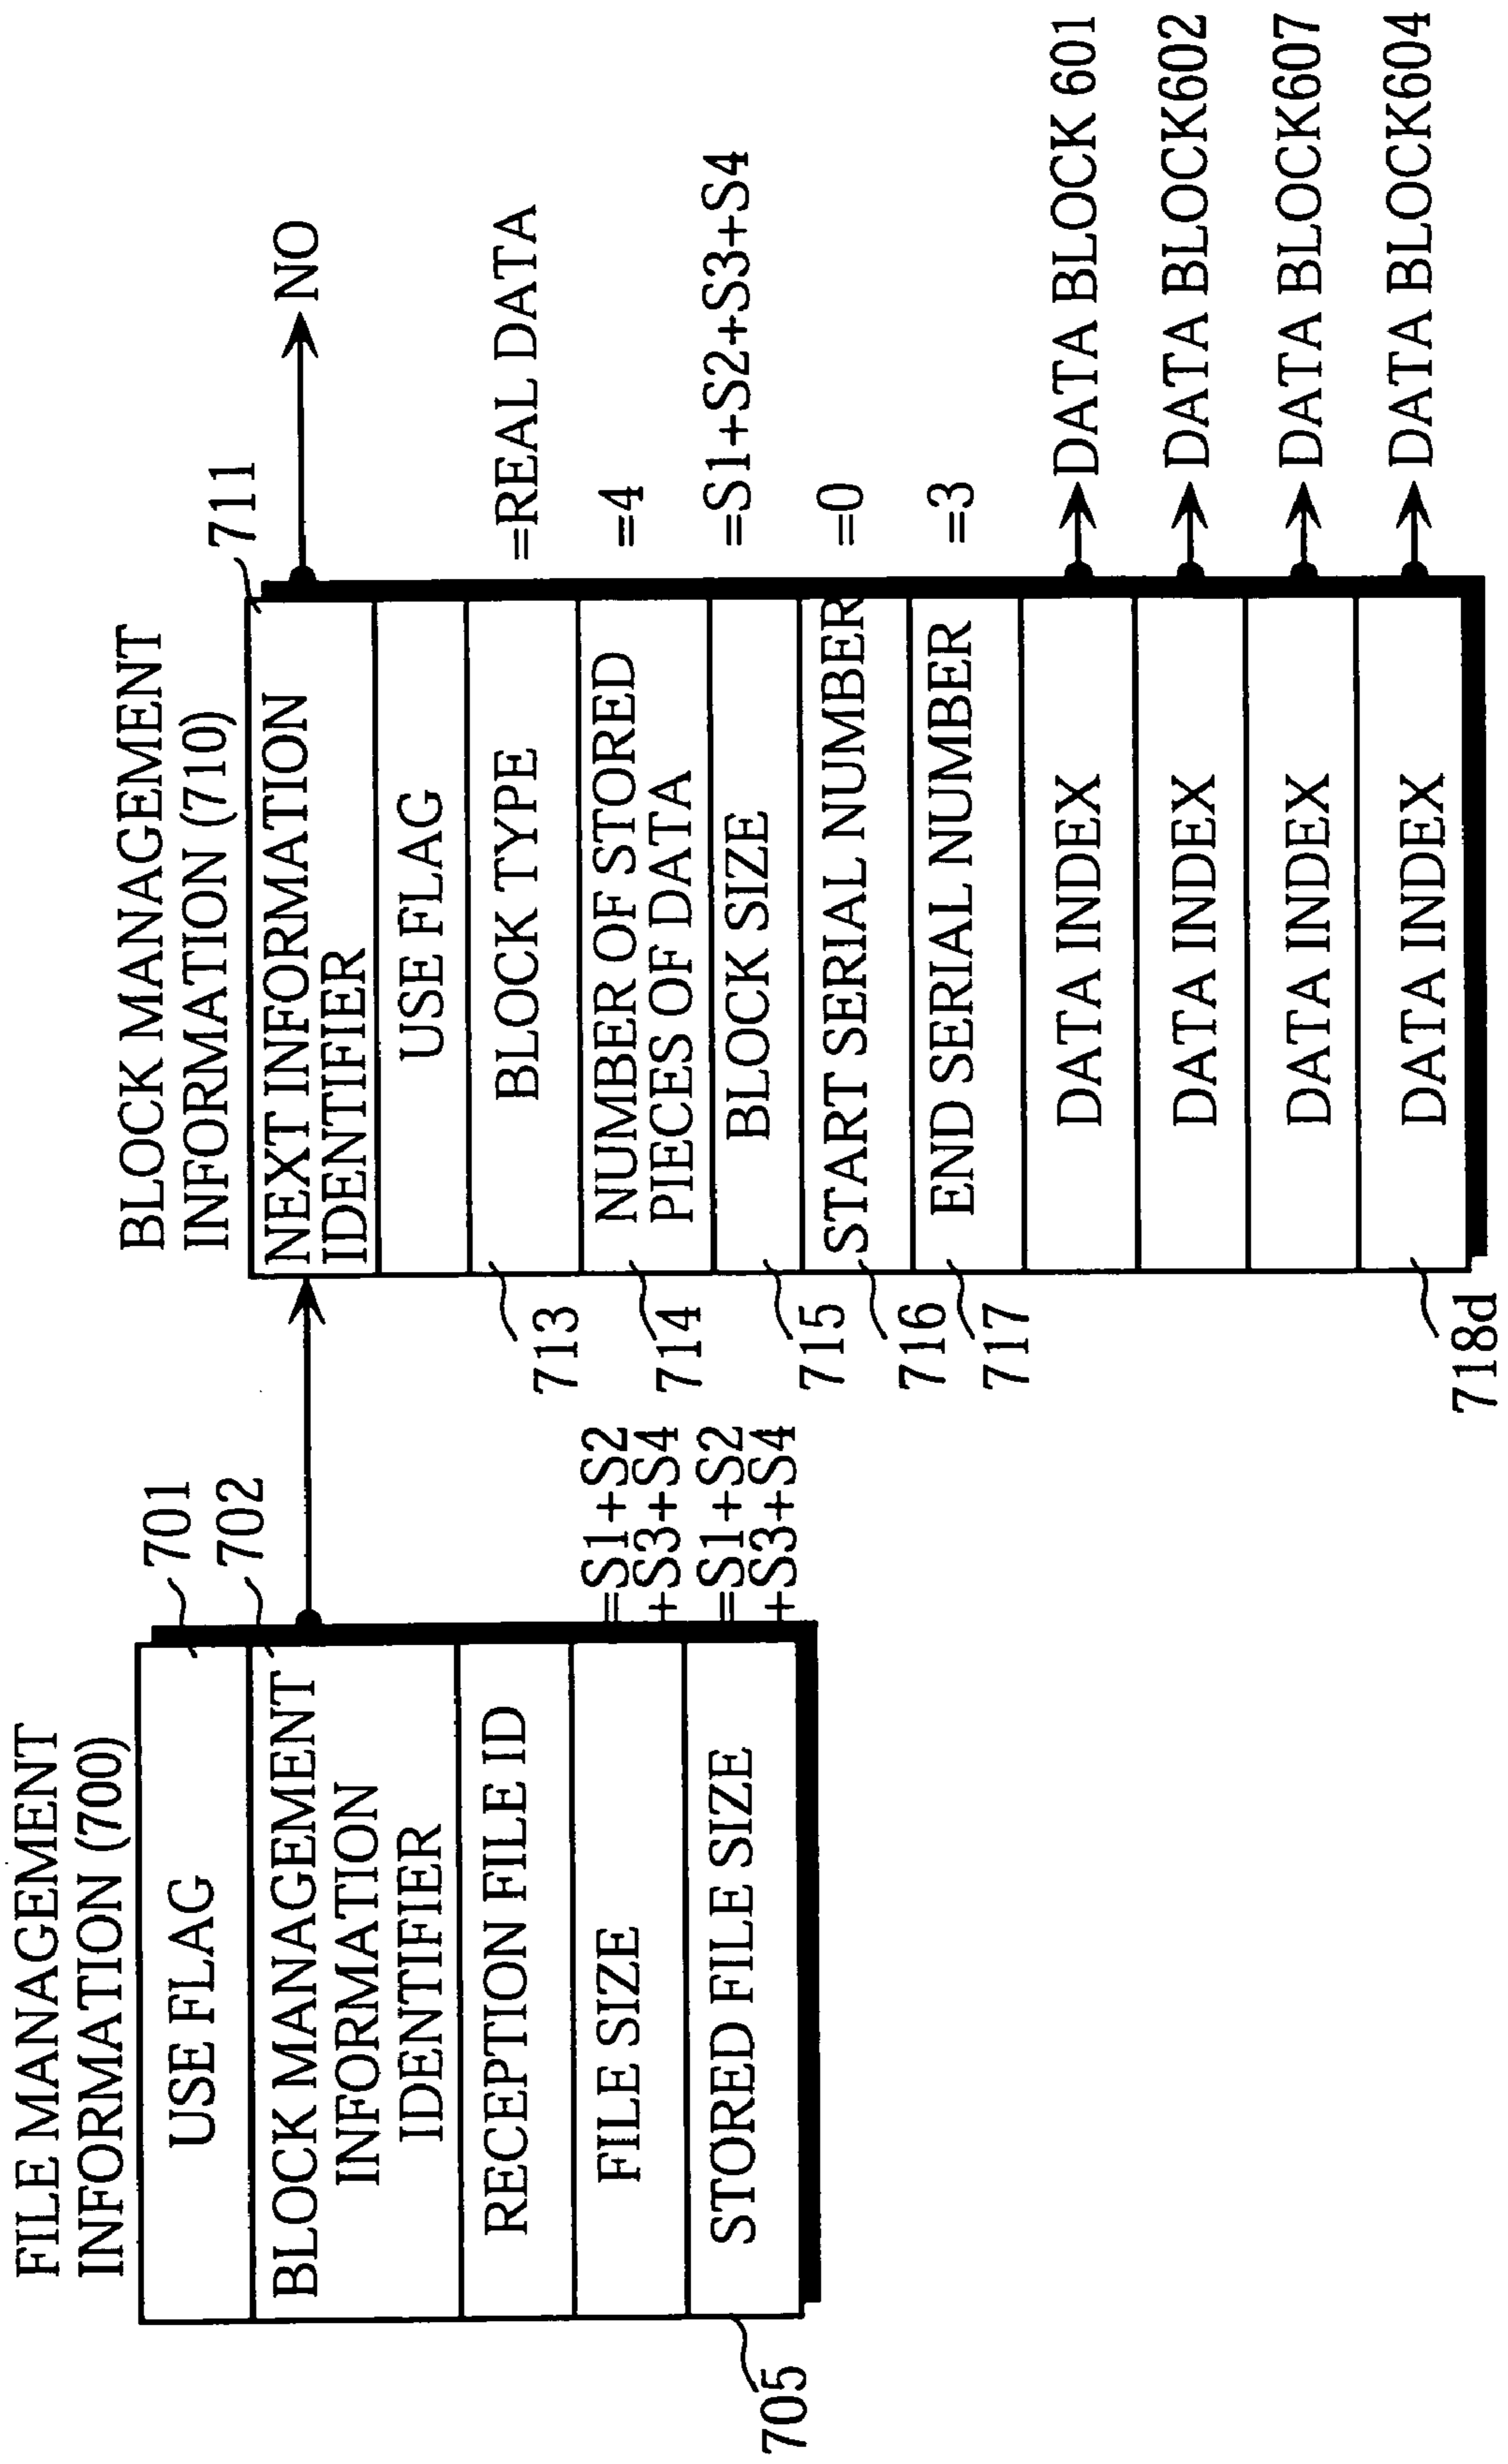 FILE MANAGEMENT
INFORMATION (700)
701
702
USE FLAG
BLOCK MANAGEMENT
INFORMATION
IDENTIFIER
RECEPTION FILE ID
FILE SIZE
=S1+S2
+S3+S4
STORED FILE SIZE
=S1+S2
+S3+S4
705
BLOCK MANAGEMENT
INFORMATION (710)
711
NEXT INFORMATION
IDENTIFIER
NO
USE FLAG
BLOCK TYPE
=REAL DATA
713
NUMBER OF STORED
PIECES OF DATA
=4
714
BLOCK SIZE
=S1+S2+S3+S4
715
START SERIAL NUMBER
=0
716
END SERIAL NUMBER
=3
717
DATA INDEX
DATA BLOCK 601
DATA INDEX
DATA BLOCK602
DATA INDEX
DATA BLOCK607
DATA INDEX
DATA BLOCK604
718d